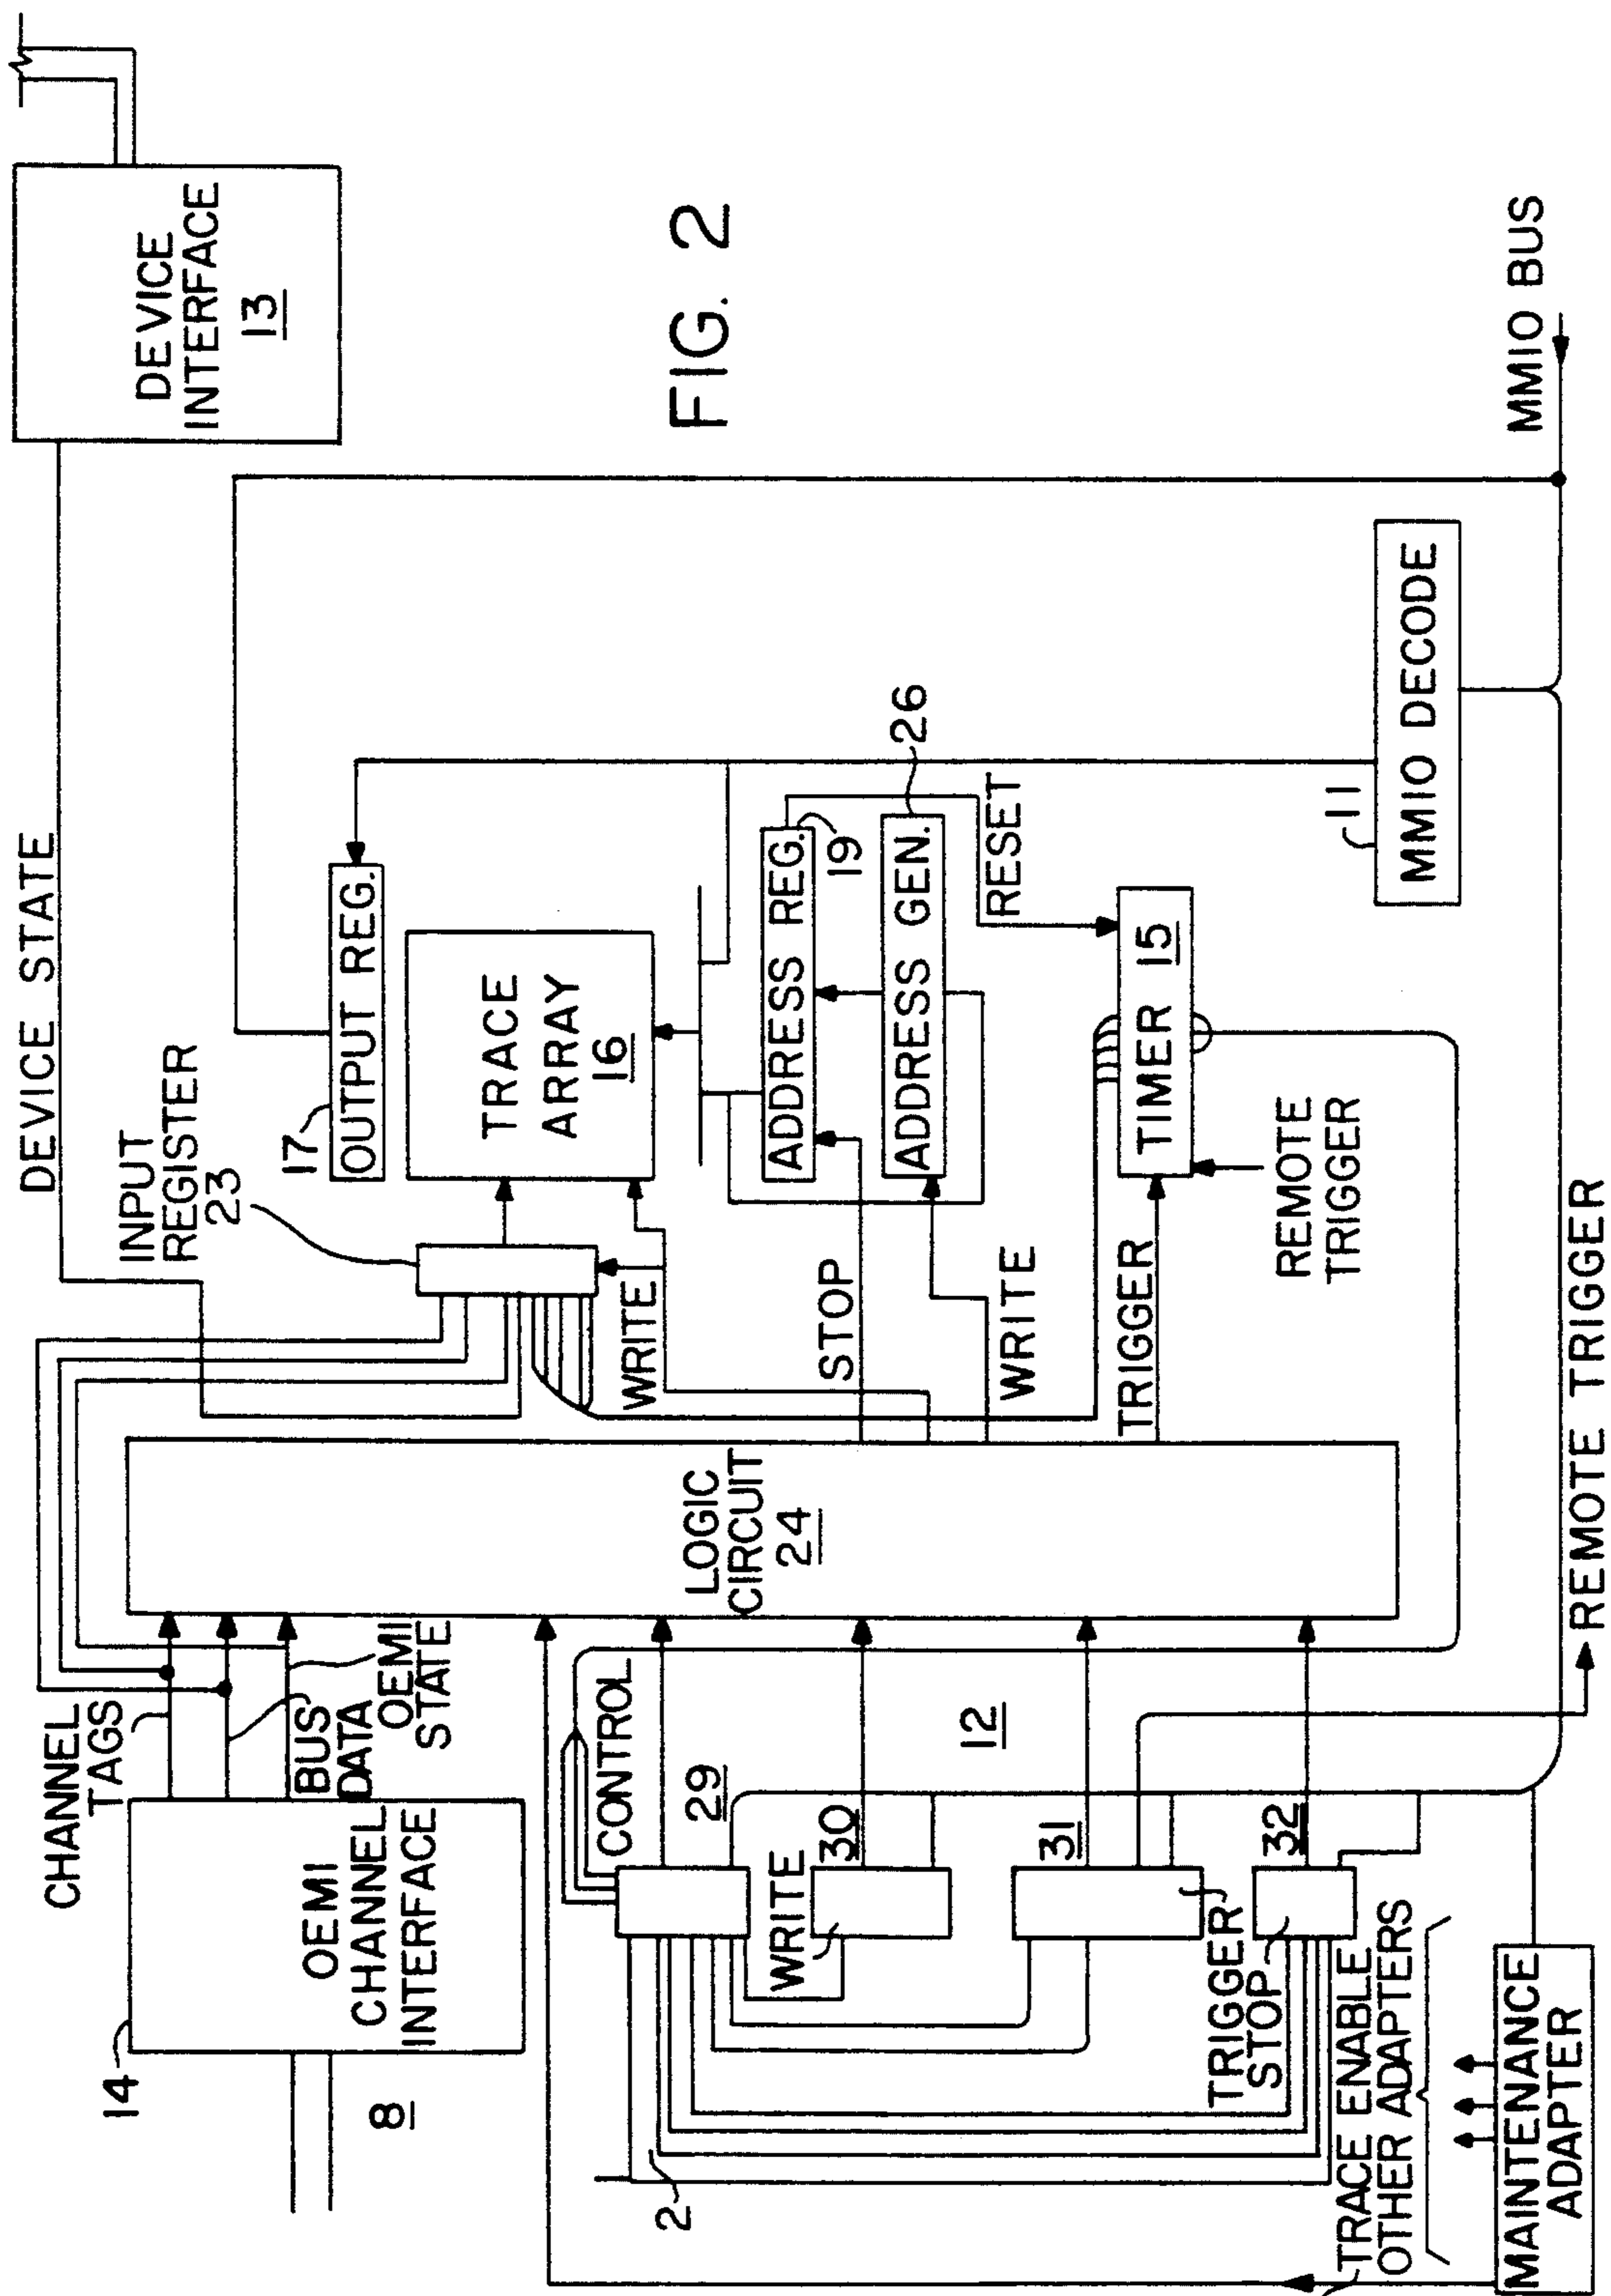 FIG. 2
14
8
OEMI
CHANNEL
INTERFACE
CHANNEL
TAGS
BUS
DATA
OEMI
STATE
DEVICE STATE
DEVICE
INTERFACE
13
INPUT
REGISTER
23
17
OUTPUT REG.
TRACE
ARRAY
16
WRITE
LOGIC
CIRCUIT
24
STOP
ADDRESS REG.
19
ADDRESS GEN.
26
WRITE
RESET
TRIGGER
TIMER 15
REMOTE
TRIGGER
11
MMIO DECODE
MMIO BUS
CONTROL
29
2
WRITE
30
12
31
TRIGGER
STOP
32
TRACE ENABLE
OTHER ADAPTERS
MAINTENANCE
ADAPTER
REMOTE TRIGGER